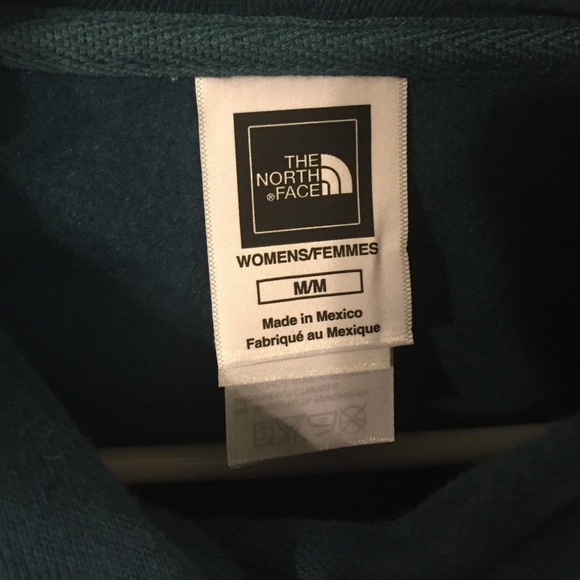 THE
NORTH
®FACE
WOMENS/FEMMES
M/M
Made in Mexico
Fabriqué au Mexique